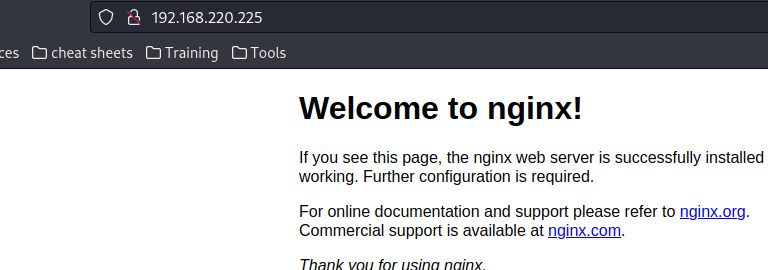 192.168.220.225
ces cheat sheets Training Tools
Welcome to nginx!
If you see this page, the nginx web server is successfully installed
working. Further configuration is required.
For online documentation and support please refer to nginx.org.
Commercial support is available at nginx.com.
Thank you for using nginx.